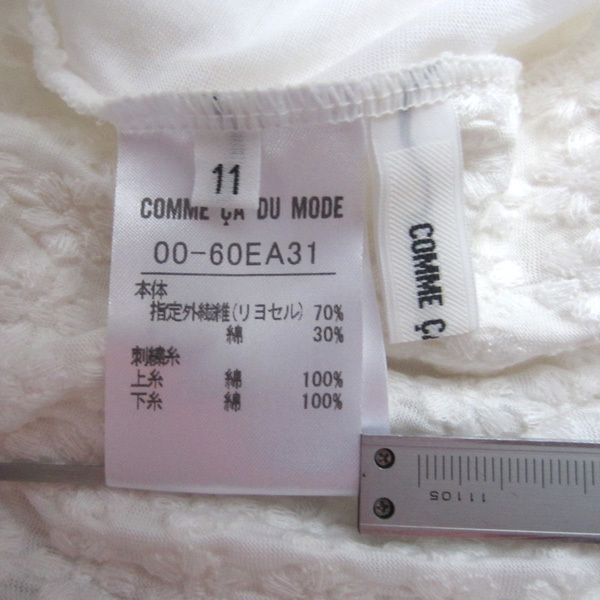 11
COMME ÇA DU MODE
00-60EA31
本体
指定外繊維(リヨセル) 70%
綿 30%
刺繍糸
上糸 綿 100%
下糸 綿 100%
COMME Ç
11105